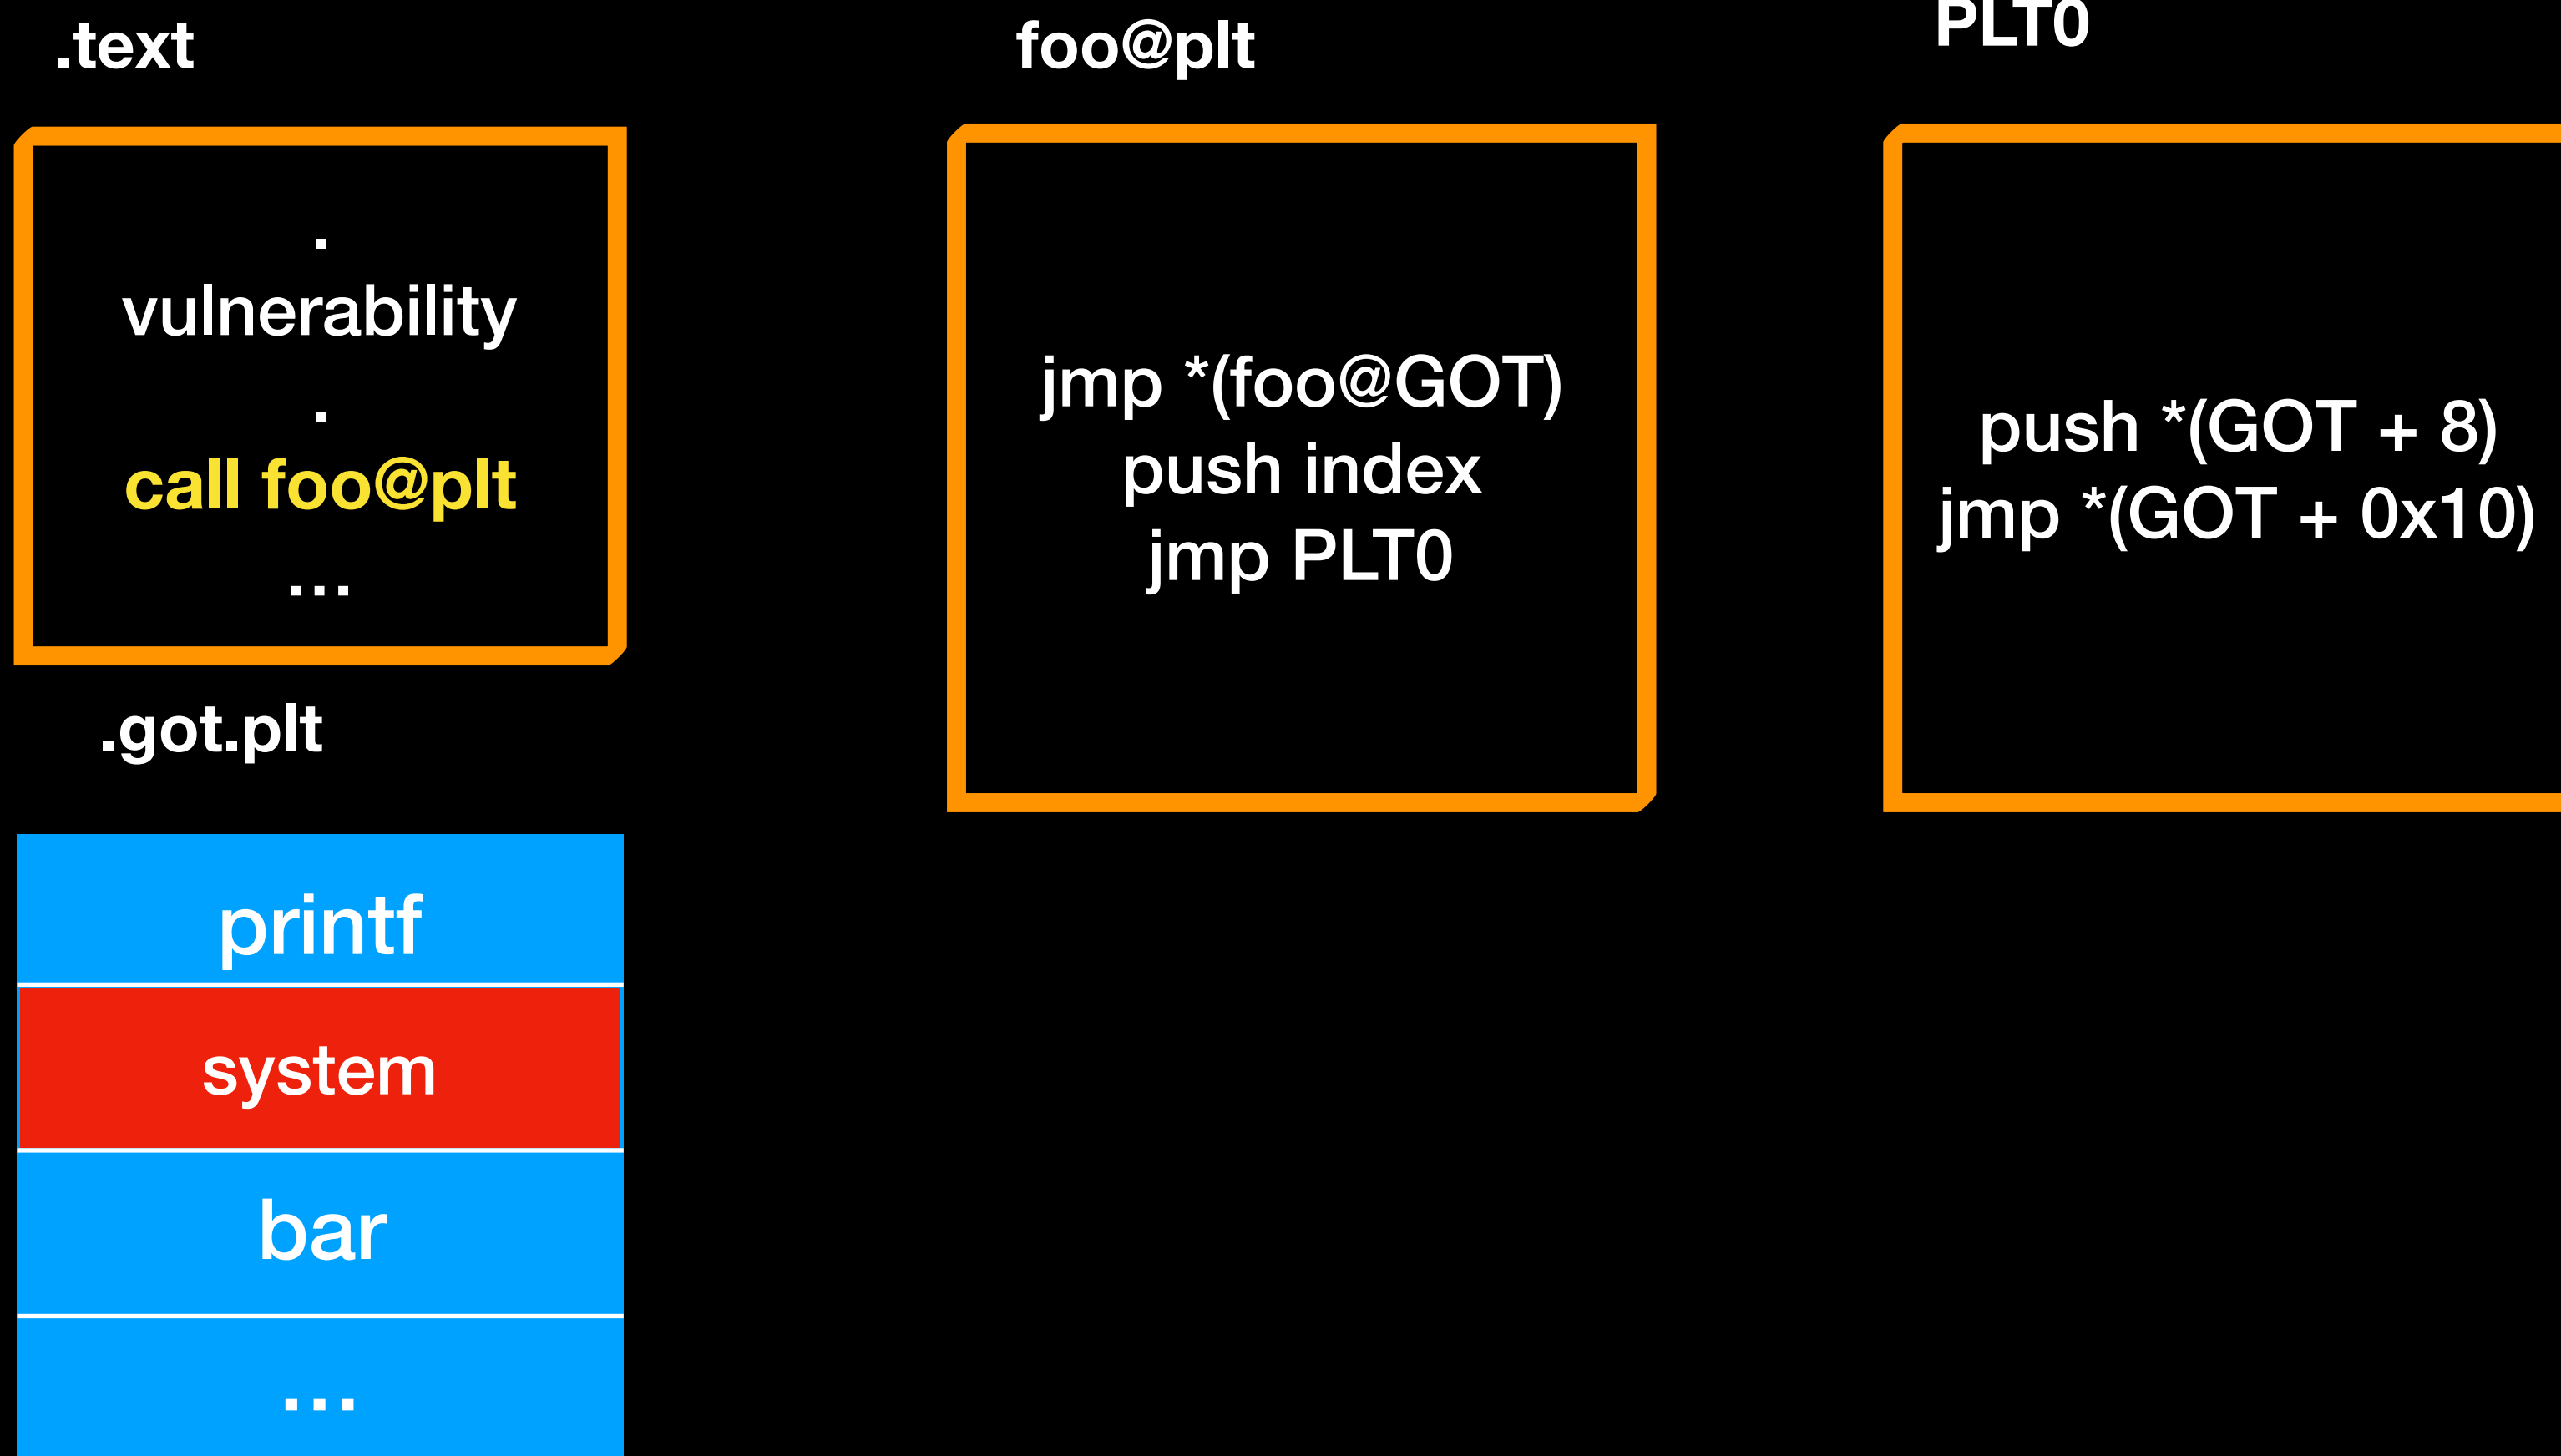 .text
.
vulnerability
.
call foo@plt
...
foo@plt
jmp *(foo@GOT)
push index
jmp PLT0
PLT0
push *(GOT + 8)
jmp *(GOT + 0x10)
.got.plt
printf
system
bar
...